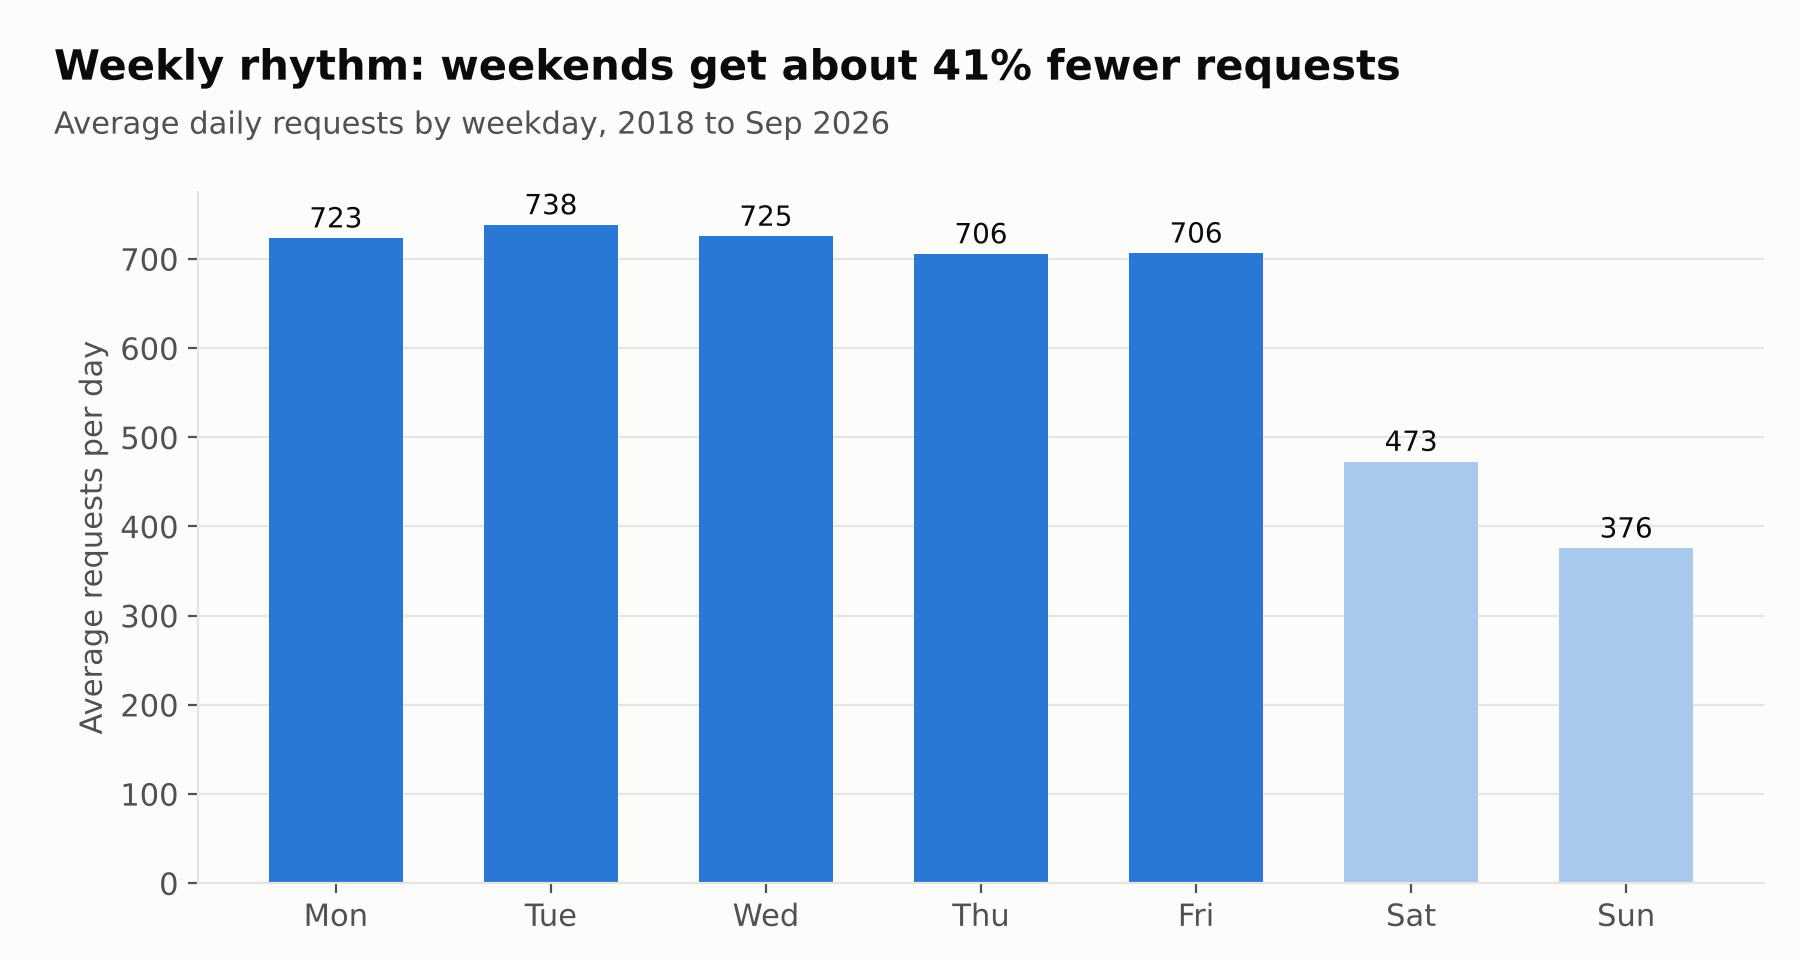 Weekly rhythm: weekends get about 41% fewer requests
Average daily requests by weekday, 2018 to Sep 2026
Average requests per day
700
600
500
400
300
200
100
0
723
738
725
706
706
473
376
Mon
Tue
Wed
Thu
Fri
Sat
Sun